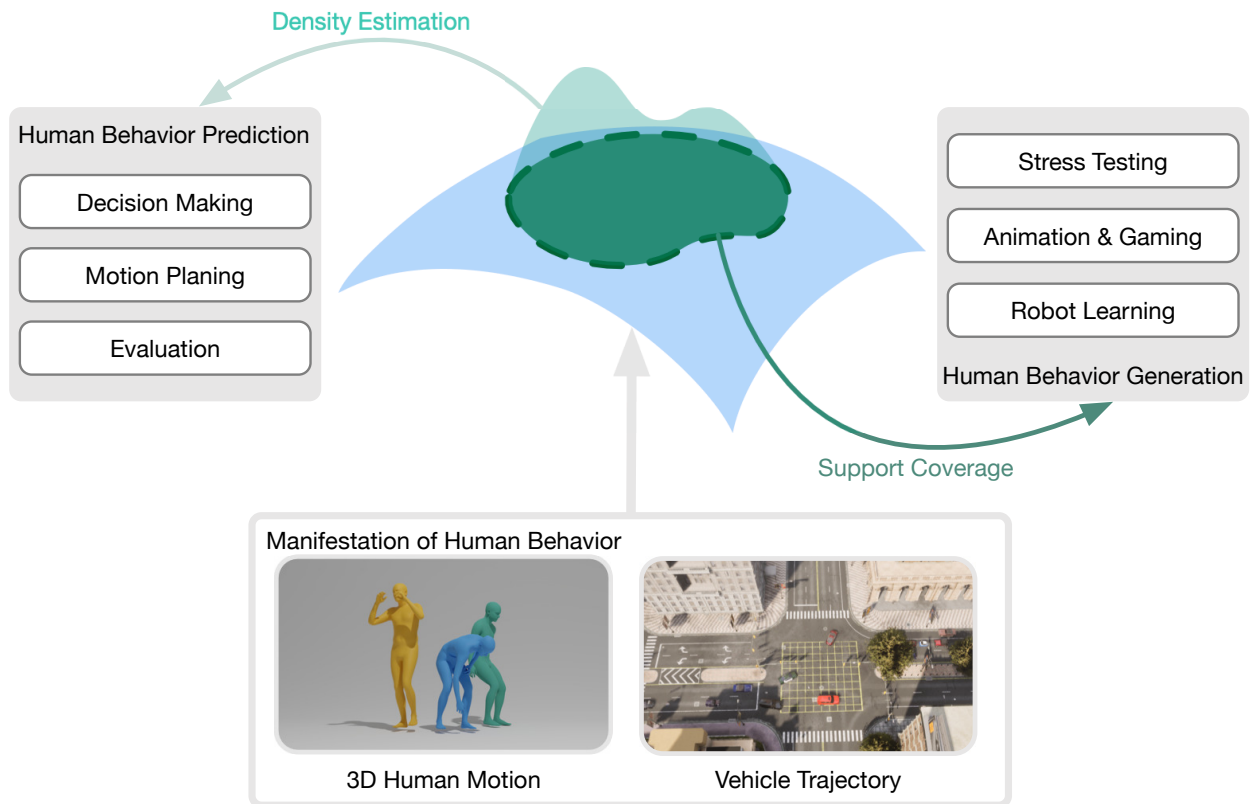 Density Estimation
Human Behavior Prediction
Decision Making
Motion Planing
Evaluation
Stress Testing
Animation & Gaming
Robot Learning
Human Behavior Generation
Support Coverage
Manifestation of Human Behavior
3D Human Motion
Vehicle Trajectory